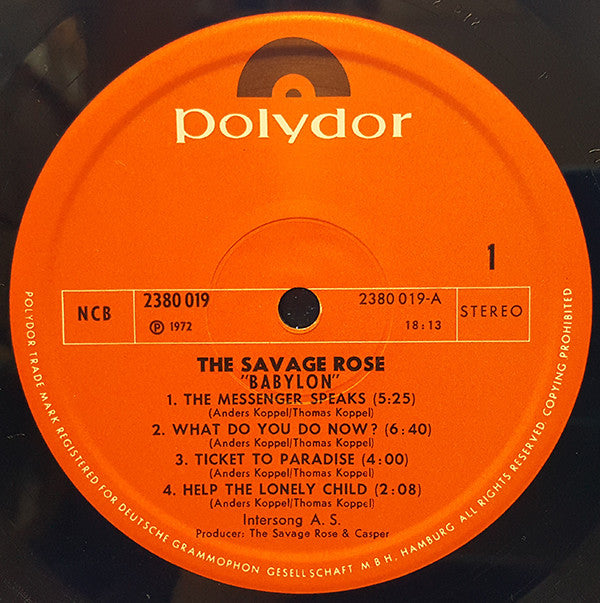 polydor
1
NCB
2380 019
℗ 1972
2380 019-A
18:13
STEREO
THE SAVAGE ROSE
"BABYLON"
1. THE MESSENGER SPEAKS (5:25)
(Anders Koppel/Thomas Koppel)
2. WHAT DO YOU DO NOW? (6:40)
(Anders Koppel/Thomas Koppel)
3. TICKET TO PARADISE (4:00)
(Anders Koppel/Thomas Koppel)
4. HELP THE LONELY CHILD (2:08)
(Anders Koppel/Thomas Koppel)
Intersong A. S.
Producer: The Savage Rose & Casper
POLYDOR TRADE MARK REGISTERED FOR DEUTSCHE GRAMMOPHON GESELLSCHAFT MBH, HAMBURG ALL RIGHTS RESERVED. COPYING PROHIBITED